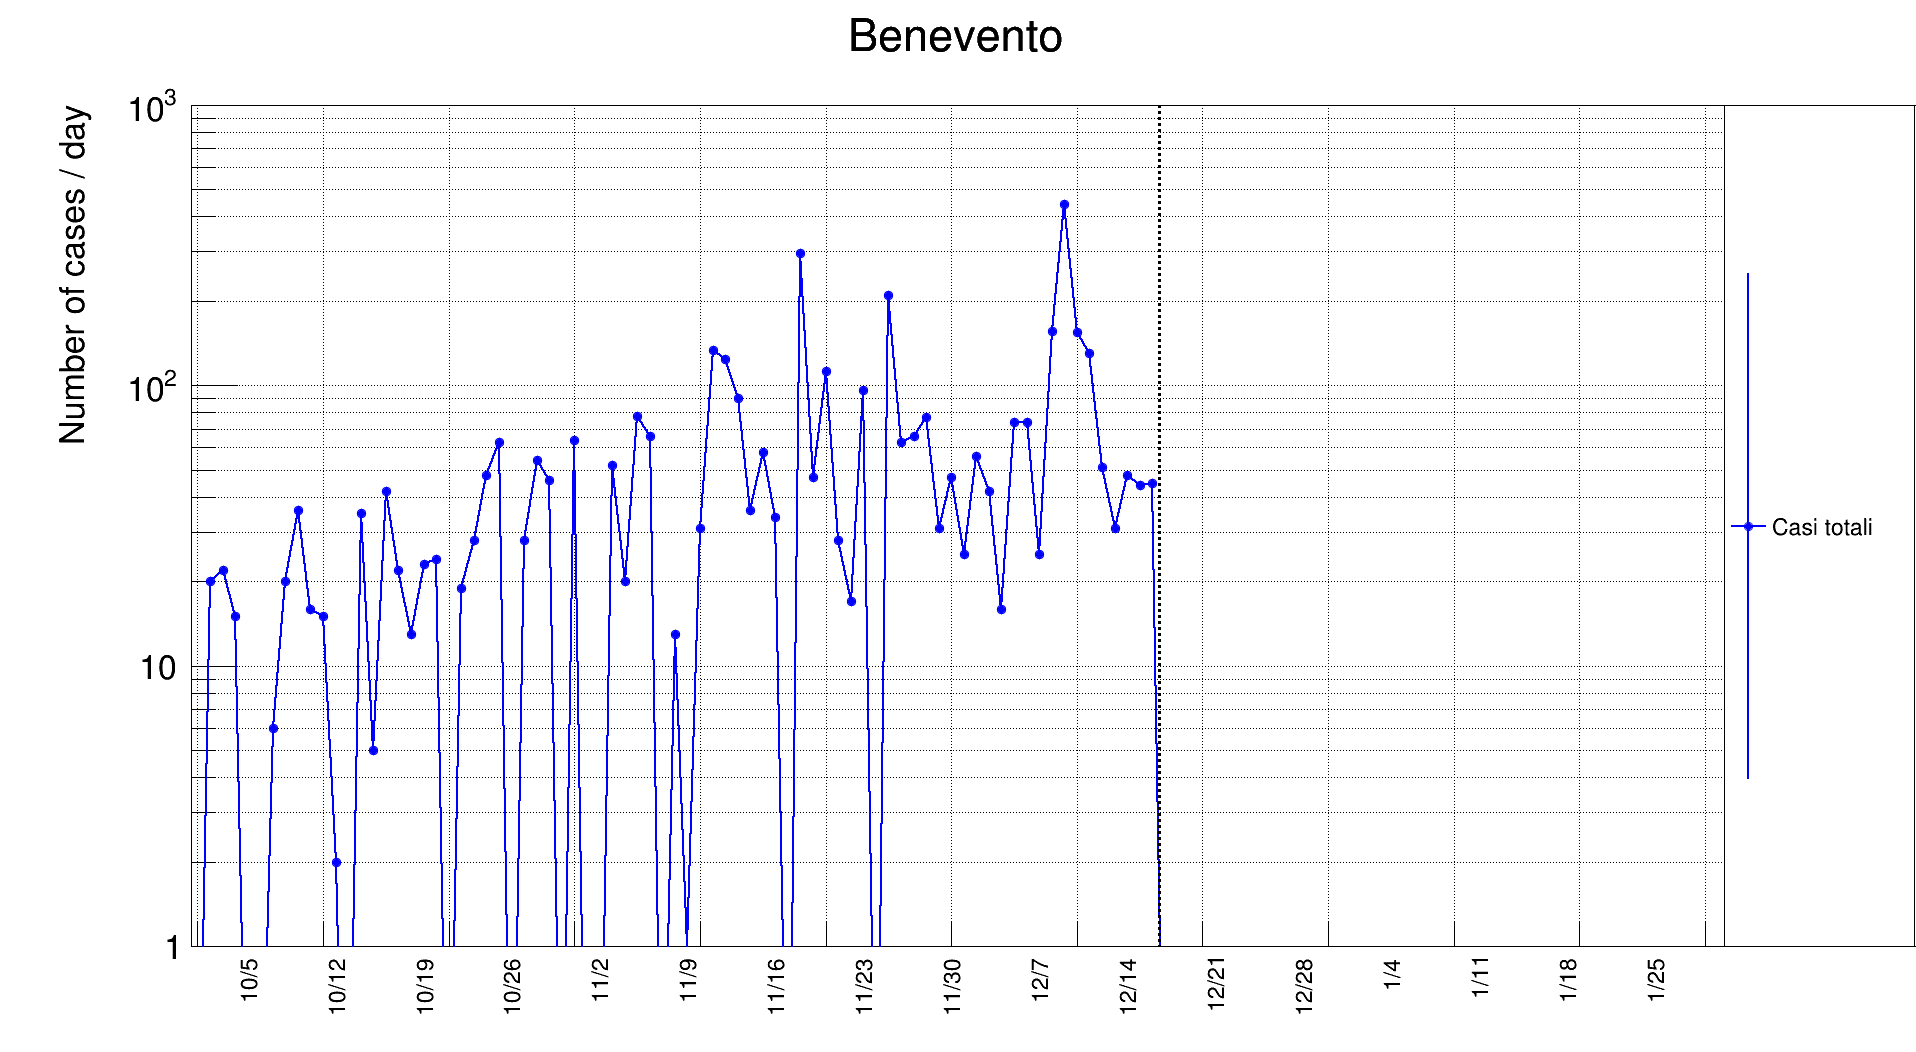 Benevento
Number of cases / day
10³
10²
10
1
10/5 10/12 10/19 10/26 11/2 11/9 11/16 11/23 11/30 12/7 12/14 12/21 12/28 1/4 1/11 1/18 1/25
Casi totali